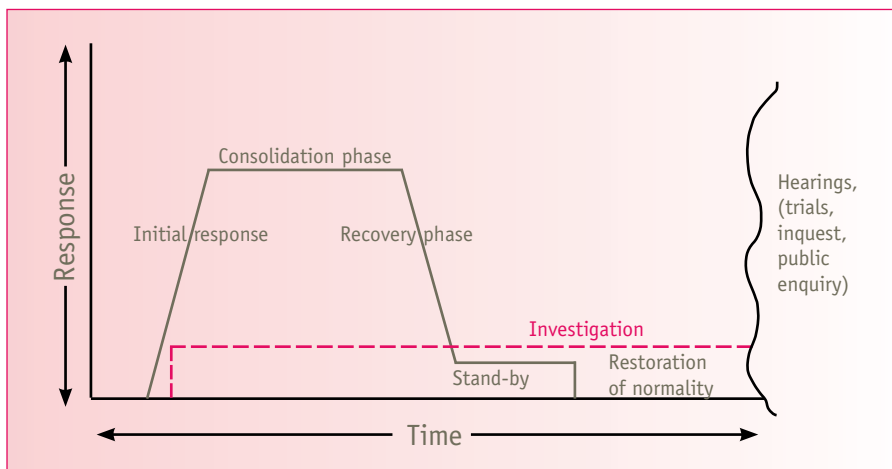 Response
Consolidation phase
Initial response
Recovery phase
Hearings,
(trials,
inquest,
public
enquiry)
Investigation
Stand-by
Restoration
of normality
Time